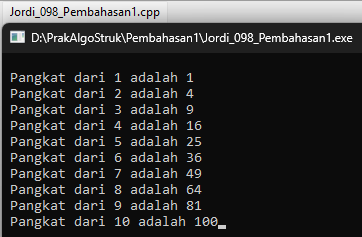 Jordi_098_Pembahasan1.cpp
D:\PrakAlgoStruk\Pembahasan1\Jordi_098_Pembahasan1.exe
Pangkat dari 1 adalah 1
Pangkat dari 2 adalah 4
Pangkat dari 3 adalah 9
Pangkat dari 4 adalah 16
Pangkat dari 5 adalah 25
Pangkat dari 6 adalah 36
Pangkat dari 7 adalah 49
Pangkat dari 8 adalah 64
Pangkat dari 9 adalah 81
Pangkat dari 10 adalah 100